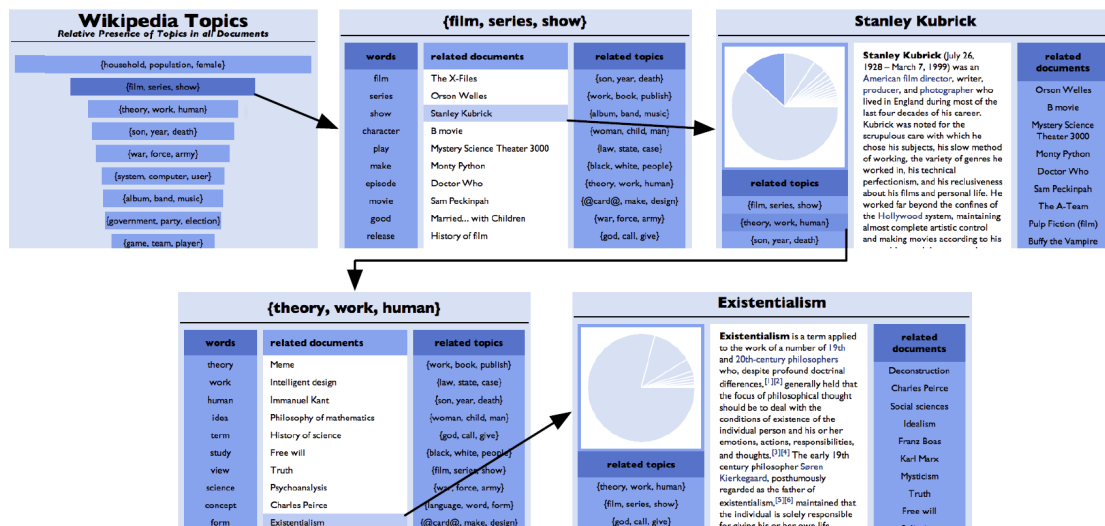 Wikipedia Topics
Relative Presence of Topics in all Documents
{household, population, female}
{film, series, show}
{theory, work, human}
{son, year, death}
{war, force, army}
{system, computer, user}
{album, band, music}
{government, party, election}
{game, team, player}
{film, series, show}
words
film
series
show
character
play
make
episode
movie
good
release
related documents
The X-Files
Orson Welles
Stanley Kubrick
B movie
Mystery Science Theater 3000
Monty Python
Doctor Who
Sam Peckinpah
Married... with Children
History of film
related topics
{son, year, death}
{work, book, publish}
{album, band, music}
{woman, child, man}
{law, state, case}
{black, white, people}
{theory, work, human}
{@card@, make, design}
{war, force, army}
{god, call, give}
Stanley Kubrick
related topics
{film, series, show}
{theory, work, human}
{son, year, death}
Stanley Kubrick (July 26,
1928 – March 7, 1999) was an
American film director, writer,
producer, and photographer who
lived in England during most of the
last four decades of his career.
Kubrick was noted for the
scrupulous care with which he
chose his subjects, his slow method
of working, the variety of genres he
worked in, his technical
perfectionism, and his reclusiveness
about his films and personal life. He
worked far beyond the confines of
the Hollywood system, maintaining
almost complete artistic control
and making movies according to his
related
documents
Orson Welles
B movie
Mystery Science
Theater 3000
Monty Python
Doctor Who
Sam Peckinpah
The A-Team
Pulp Fiction (film)
Buffy the Vampire
{theory, work, human}
words
theory
work
human
idea
term
study
view
science
concept
form
related documents
Meme
Intelligent design
Immanuel Kant
Philosophy of mathematics
History of science
Free will
Truth
Psychoanalysis
Charles Peirce
Existentialism
related topics
{work, book, publish}
{law, state, case}
{son, year, death}
{woman, child, man}
{god, call, give}
{black, white, people}
{film, series, show}
{war, force, army}
{language, word, form}
{@card@, make, design}
Existentialism
related topics
{theory, work, human}
{film, series, show}
{god, call, give}
Existentialism is a term applied
to the work of a number of 19th
and 20th-century philosophers
who, despite profound doctrinal
differences,[1][2] generally held that
the focus of philosophical thought
should be to deal with the
conditions of existence of the
individual person and his or her
emotions, actions, responsibilities,
and thoughts.[3][4] The early 19th
century philosopher Søren
Kierkegaard, posthumously
regarded as the father of
existentialism,[5][6] maintained that
the individual is solely responsible
for giving his or her own life
related
documents
Deconstruction
Charles Peirce
Social sciences
Idealism
Franz Boas
Karl Marx
Mysticism
Truth
Free will